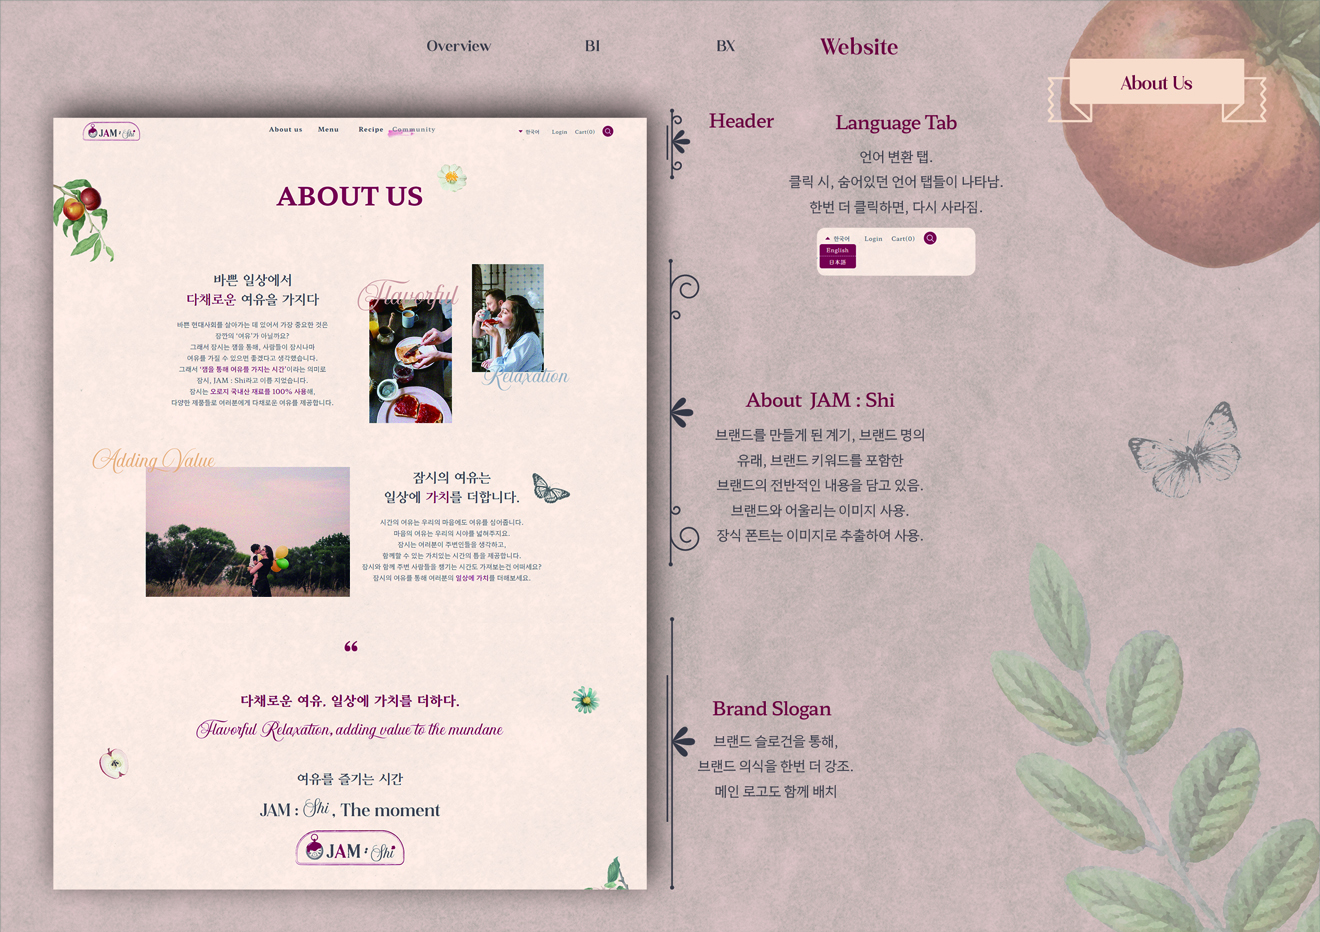 Overview
BI
BX
Website
About Us
JAM : Shi
About us
Menu
Recipe
Community
한국어
Login
Cart(0)
ABOUT US
바쁜 일상에서
다채로운 여유을 가지다
바쁜 현대사회를 살아가는 데 있어서 가장 중요한 것은
잠깐의 '여유'가 아닐까요?
그래서 잠시는 잼을 통해, 사람들이 잠시나마
여유를 가질 수 있으면 좋겠다고 생각했습니다.
그래서 '잼을 통해 여유를 가지는 시간'이라는 의미로
잠시, JAM : Shi라고 이름 지었습니다.
잠시는 오로지 국내산 재료를 100% 사용해,
다양한 제품들로 여러분에게 다채로운 여유를 제공합니다.
Flavorful
Relaxation
Adding Value
잠시의 여유는
일상에 가치를 더합니다.
시간의 여유는 우리의 마음에도 여유를 심어줍니다.
마음의 여유는 우리의 시야를 넓혀주지요.
잠시는 여러분이 주변인들을 생각하고,
함께할 수 있는 가치있는 시간의 틈을 제공합니다.
잠시와 함께 주변 사람들을 챙기는 시간도 가져보는건 어떠세요?
잠시의 여유를 통해 여러분의 일상에 가치를 더해보세요.
“
다채로운 여유. 일상에 가치를 더하다.
Flavorful Relaxation, adding value to the mundane
여유를 즐기는 시간
JAM : Shi , The moment
JAM : Shi
Header
Language Tab
언어 변환 탭.
클릭 시, 숨어있던 언어 탭들이 나타남.
한번 더 클릭하면, 다시 사라짐.
한국어
Login
Cart(0)
English
日本語
About JAM : Shi
브랜드를 만들게 된 계기, 브랜드 명의
유래, 브랜드 키워드를 포함한
브랜드의 전반적인 내용을 담고 있음.
브랜드와 어울리는 이미지 사용.
장식 폰트는 이미지로 추출하여 사용.
Brand Slogan
브랜드 슬로건을 통해,
브랜드 의식을 한번 더 강조.
메인 로고도 함께 배치